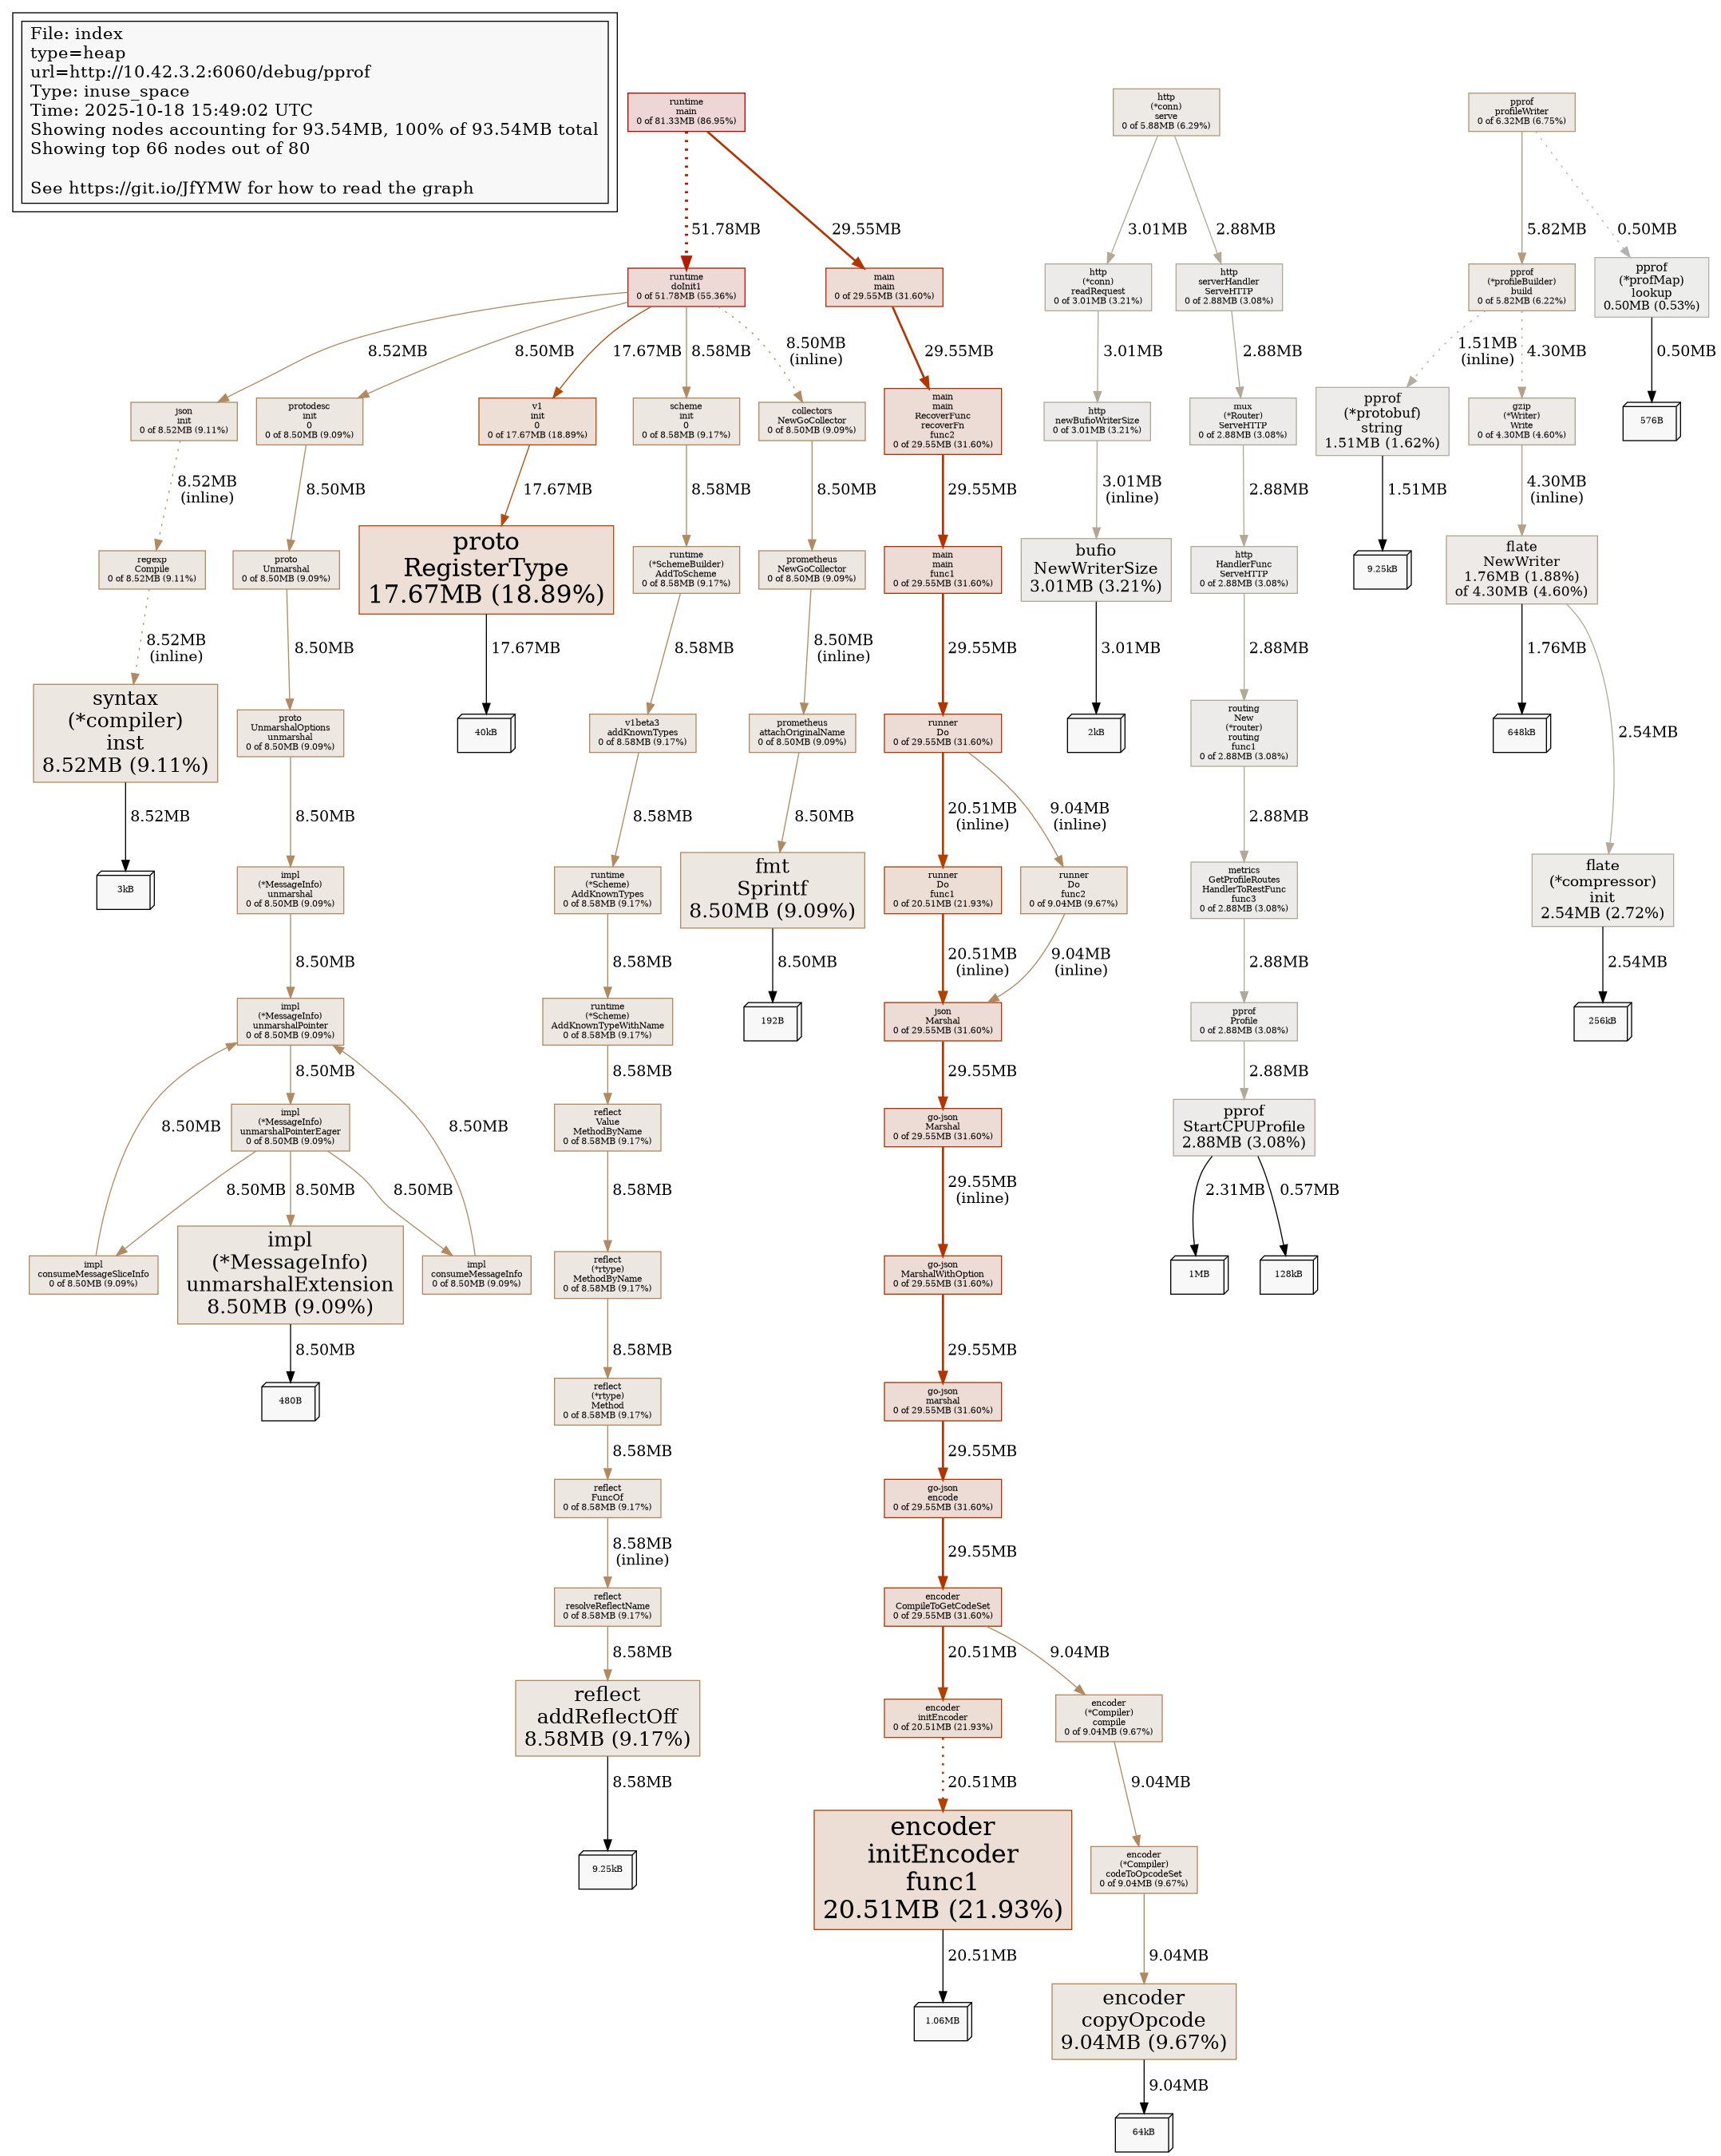 File: index
type=heap
url=http://10.42.3.2:6060/debug/pprof
Type: inuse_space
Time: 2025-10-18 15:49:02 UTC
Showing nodes accounting for 93.54MB, 100% of 93.54MB total
Showing top 66 nodes out of 80
See https://git.io/JfYMW for how to read the graph
runtime
main
0 of 81.33MB (86.95%)
http
(*conn)
serve
0 of 5.88MB (6.29%)
pprof
profileWriter
0 of 6.32MB (6.75%)
51.78MB
29.55MB
3.01MB
2.88MB
5.82MB
0.50MB
runtime
doInit1
0 of 51.78MB (55.36%)
main
main
0 of 29.55MB (31.60%)
http
(*conn)
readRequest
0 of 3.01MB (3.21%)
http
serverHandler
ServeHTTP
0 of 2.88MB (3.08%)
pprof
(*profileBuilder)
build
0 of 5.82MB (6.22%)
pprof
(*profMap)
lookup
0.50MB (0.53%)
8.52MB
8.50MB
17.67MB
8.58MB
8.50MB
(inline)
29.55MB
3.01MB
2.88MB
1.51MB
(inline)
4.30MB
0.50MB
json
init
0 of 8.52MB (9.11%)
protodesc
init
0
0 of 8.50MB (9.09%)
v1
init
0
0 of 17.67MB (18.89%)
scheme
init
0
0 of 8.58MB (9.17%)
collectors
NewGoCollector
0 of 8.50MB (9.09%)
main
main
RecoverFunc
recoverFn
func2
0 of 29.55MB (31.60%)
http
newBufioWriterSize
0 of 3.01MB (3.21%)
mux
(*Router)
ServeHTTP
0 of 2.88MB (3.08%)
pprof
(*protobuf)
string
1.51MB (1.62%)
gzip
(*Writer)
Write
0 of 4.30MB (4.60%)
576B
8.52MB
(inline)
8.50MB
17.67MB
8.58MB
8.50MB
29.55MB
3.01MB
(inline)
2.88MB
1.51MB
4.30MB
(inline)
regexp
Compile
0 of 8.52MB (9.11%)
proto
Unmarshal
0 of 8.50MB (9.09%)
proto
RegisterType
17.67MB (18.89%)
runtime
(*SchemeBuilder)
AddToScheme
0 of 8.58MB (9.17%)
prometheus
NewGoCollector
0 of 8.50MB (9.09%)
main
main
func1
0 of 29.55MB (31.60%)
bufio
NewWriterSize
3.01MB (3.21%)
http
HandlerFunc
ServeHTTP
0 of 2.88MB (3.08%)
9.25kB
flate
NewWriter
1.76MB (1.88%)
of 4.30MB (4.60%)
8.52MB
(inline)
8.50MB
17.67MB
8.58MB
8.50MB
(inline)
29.55MB
3.01MB
2.88MB
1.76MB
2.54MB
syntax
(*compiler)
inst
8.52MB (9.11%)
proto
UnmarshalOptions
unmarshal
0 of 8.50MB (9.09%)
40kB
v1beta3
addKnownTypes
0 of 8.58MB (9.17%)
prometheus
attachOriginalName
0 of 8.50MB (9.09%)
runner
Do
0 of 29.55MB (31.60%)
2kB
routing
New
(*router)
routing
func1
0 of 2.88MB (3.08%)
648kB
8.52MB
8.50MB
8.58MB
8.50MB
20.51MB
(inline)
9.04MB
(inline)
2.88MB
3kB
impl
(*MessageInfo)
unmarshal
0 of 8.50MB (9.09%)
runtime
(*Scheme)
AddKnownTypes
0 of 8.58MB (9.17%)
fmt
Sprintf
8.50MB (9.09%)
runner
Do
func1
0 of 20.51MB (21.93%)
runner
Do
func2
0 of 9.04MB (9.67%)
metrics
GetProfileRoutes
HandlerToRestFunc
func3
0 of 2.88MB (3.08%)
flate
(*compressor)
init
2.54MB (2.72%)
8.50MB
8.58MB
8.50MB
20.51MB
(inline)
9.04MB
(inline)
2.88MB
2.54MB
impl
(*MessageInfo)
unmarshalPointer
0 of 8.50MB (9.09%)
runtime
(*Scheme)
AddKnownTypeWithName
0 of 8.58MB (9.17%)
192B
json
Marshal
0 of 29.55MB (31.60%)
pprof
Profile
0 of 2.88MB (3.08%)
256kB
8.50MB
8.58MB
29.55MB
2.88MB
8.50MB
8.50MB
impl
(*MessageInfo)
unmarshalPointerEager
0 of 8.50MB (9.09%)
reflect
Value
MethodByName
0 of 8.58MB (9.17%)
go-json
Marshal
0 of 29.55MB (31.60%)
pprof
StartCPUProfile
2.88MB (3.08%)
8.50MB
8.50MB
8.50MB
8.58MB
29.55MB
(inline)
2.31MB
0.57MB
impl
consumeMessageSliceInfo
0 of 8.50MB (9.09%)
impl
(*MessageInfo)
unmarshalExtension
8.50MB (9.09%)
impl
consumeMessageInfo
0 of 8.50MB (9.09%)
reflect
(*rtype)
MethodByName
0 of 8.58MB (9.17%)
go-json
MarshalWithOption
0 of 29.55MB (31.60%)
1MB
128kB
8.50MB
8.58MB
29.55MB
480B
reflect
(*rtype)
Method
0 of 8.58MB (9.17%)
go-json
marshal
0 of 29.55MB (31.60%)
8.58MB
29.55MB
reflect
FuncOf
0 of 8.58MB (9.17%)
go-json
encode
0 of 29.55MB (31.60%)
8.58MB
(inline)
29.55MB
reflect
resolveReflectName
0 of 8.58MB (9.17%)
encoder
CompileToGetCodeSet
0 of 29.55MB (31.60%)
8.58MB
20.51MB
9.04MB
reflect
addReflectOff
8.58MB (9.17%)
encoder
initEncoder
0 of 20.51MB (21.93%)
encoder
(*Compiler)
compile
0 of 9.04MB (9.67%)
8.58MB
20.51MB
9.04MB
9.25kB
encoder
initEncoder
func1
20.51MB (21.93%)
encoder
(*Compiler)
codeToOpcodeSet
0 of 9.04MB (9.67%)
20.51MB
9.04MB
1.06MB
encoder
copyOpcode
9.04MB (9.67%)
9.04MB
64kB